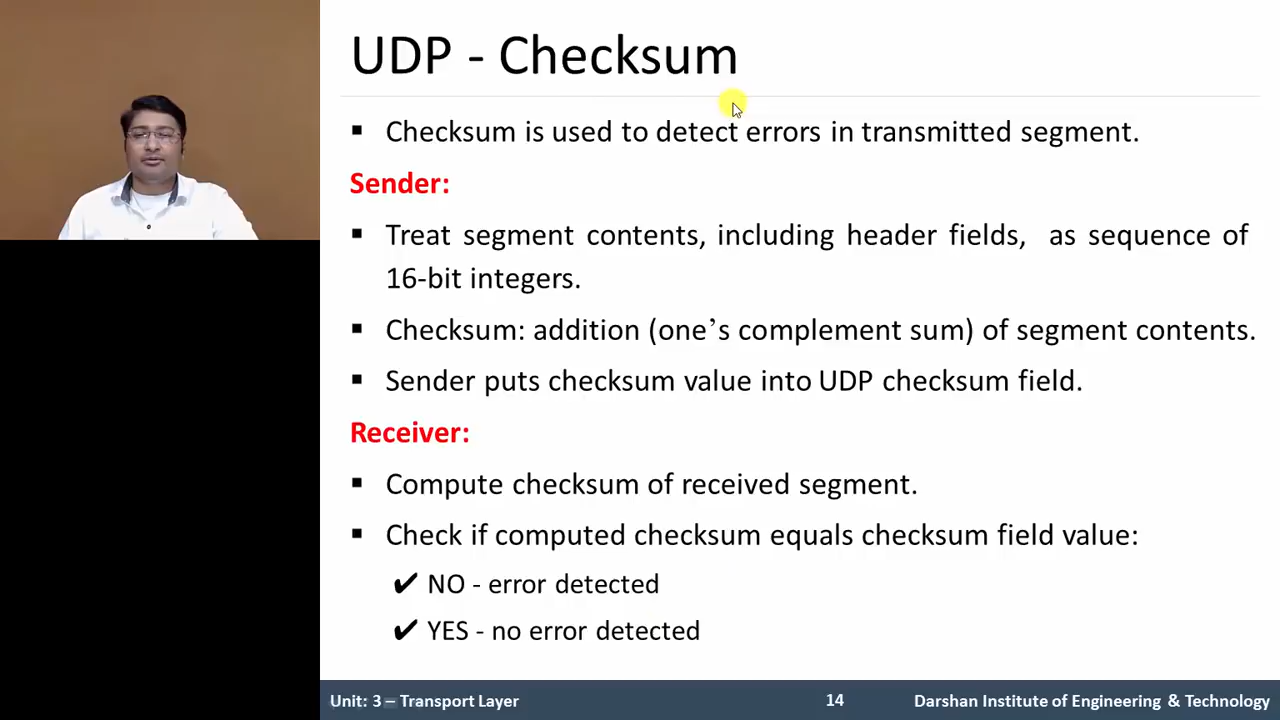 UDP - Checksum
▪ Checksum is used to detect errors in transmitted segment.
Sender:
▪ Treat segment contents, including header fields, as sequence of
16-bit integers.
▪ Checksum: addition (one’s complement sum) of segment contents.
▪ Sender puts checksum value into UDP checksum field.
Receiver:
▪ Compute checksum of received segment.
▪ Check if computed checksum equals checksum field value:
✔ NO - error detected
✔ YES - no error detected
Unit: 3 – Transport Layer 14 Darshan Institute of Engineering & Technology